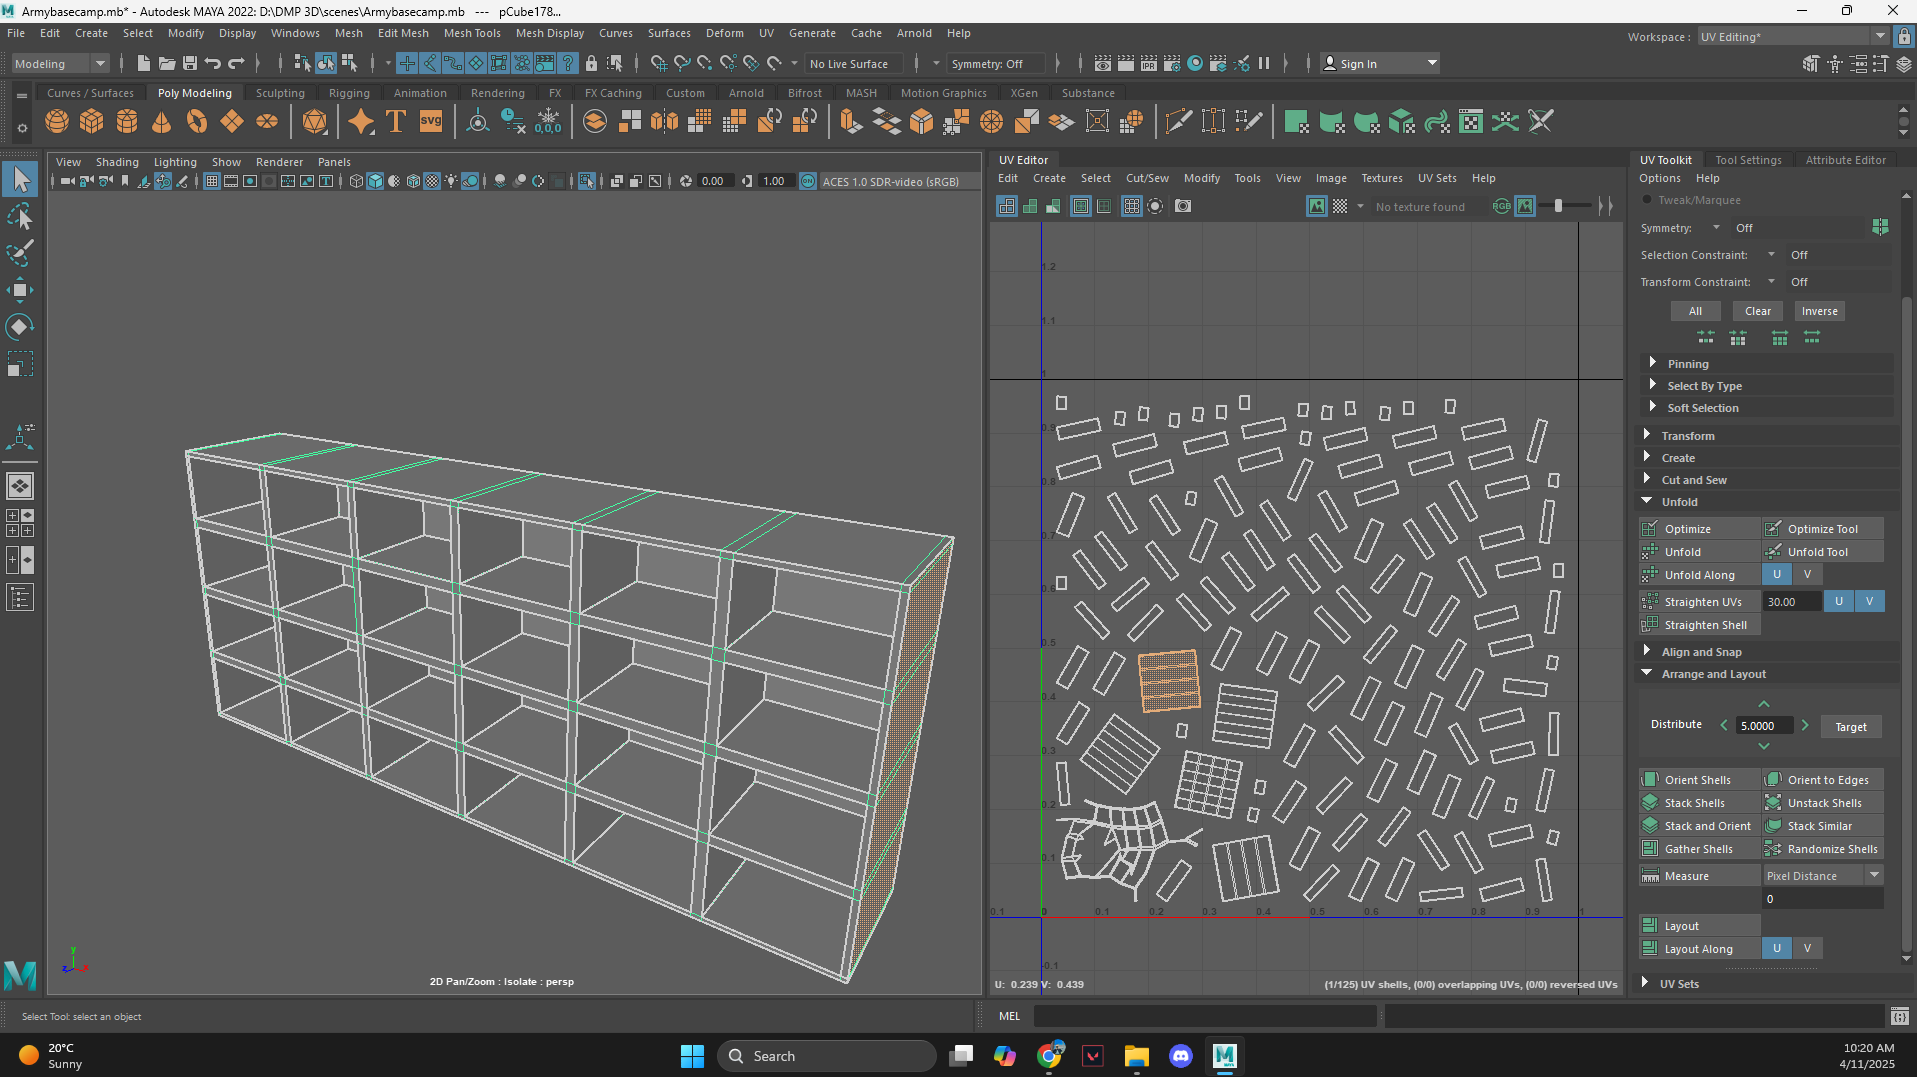 Armybasecamp.mb* - Autodesk MAYA 2022: D:\DMP 3D\scenes\Armybasecamp.mb   ---   pCube178...
File Edit Create Select Modify Display Windows Mesh Edit Mesh Mesh Tools Mesh Display Curves Surfaces Deform UV Generate Cache Arnold Help
Workspace : UV Editing*
Modeling No Live Surface Symmetry: Off IPR Sign In
Curves / Surfaces Poly Modeling Sculpting Rigging Animation Rendering FX FX Caching Custom Arnold Bifrost MASH Motion Graphics XGen Substance
T svg 0,0,0
View Shading Lighting Show Renderer Panels
0.00 1.00 ON ACES 1.0 SDR-video (sRGB)
2D Pan/Zoom : Isolate : persp
y
z x
UV Editor
Edit Create Select Cut/Sew Modify Tools View Image Textures UV Sets Help
No texture found RGB
1.2
1.1
1
0.9
0.8
0.7
0.6
0.5
0.4
0.3
0.2
0.1
0.1 0 0.1 0.2 0.3 0.4 0.5 0.6 0.7 0.8 0.9 1
-0.1
U: 0.239 V: 0.439
(1/125) UV shells, (0/0) overlapping UVs, (0/0) reversed UVs
UV Toolkit Tool Settings Attribute Editor
Options Help
Tweak/Marquee
Symmetry: Off
Selection Constraint: Off
Transform Constraint: Off
All Clear Inverse
Pinning
Select By Type
Soft Selection
Transform
Create
Cut and Sew
Unfold
Optimize Optimize Tool
Unfold Unfold Tool
Unfold Along U V
Straighten UVs 30.00 U V
Straighten Shell
Align and Snap
Arrange and Layout
Distribute 5.0000 Target
Orient Shells Orient to Edges
Stack Shells Unstack Shells
Stack and Orient Stack Similar
Gather Shells Randomize Shells
Measure Pixel Distance
0
Layout
Layout Along U V
UV Sets
Select Tool: select an object
MEL
20°C
Sunny
Search
10:20 AM
4/11/2025